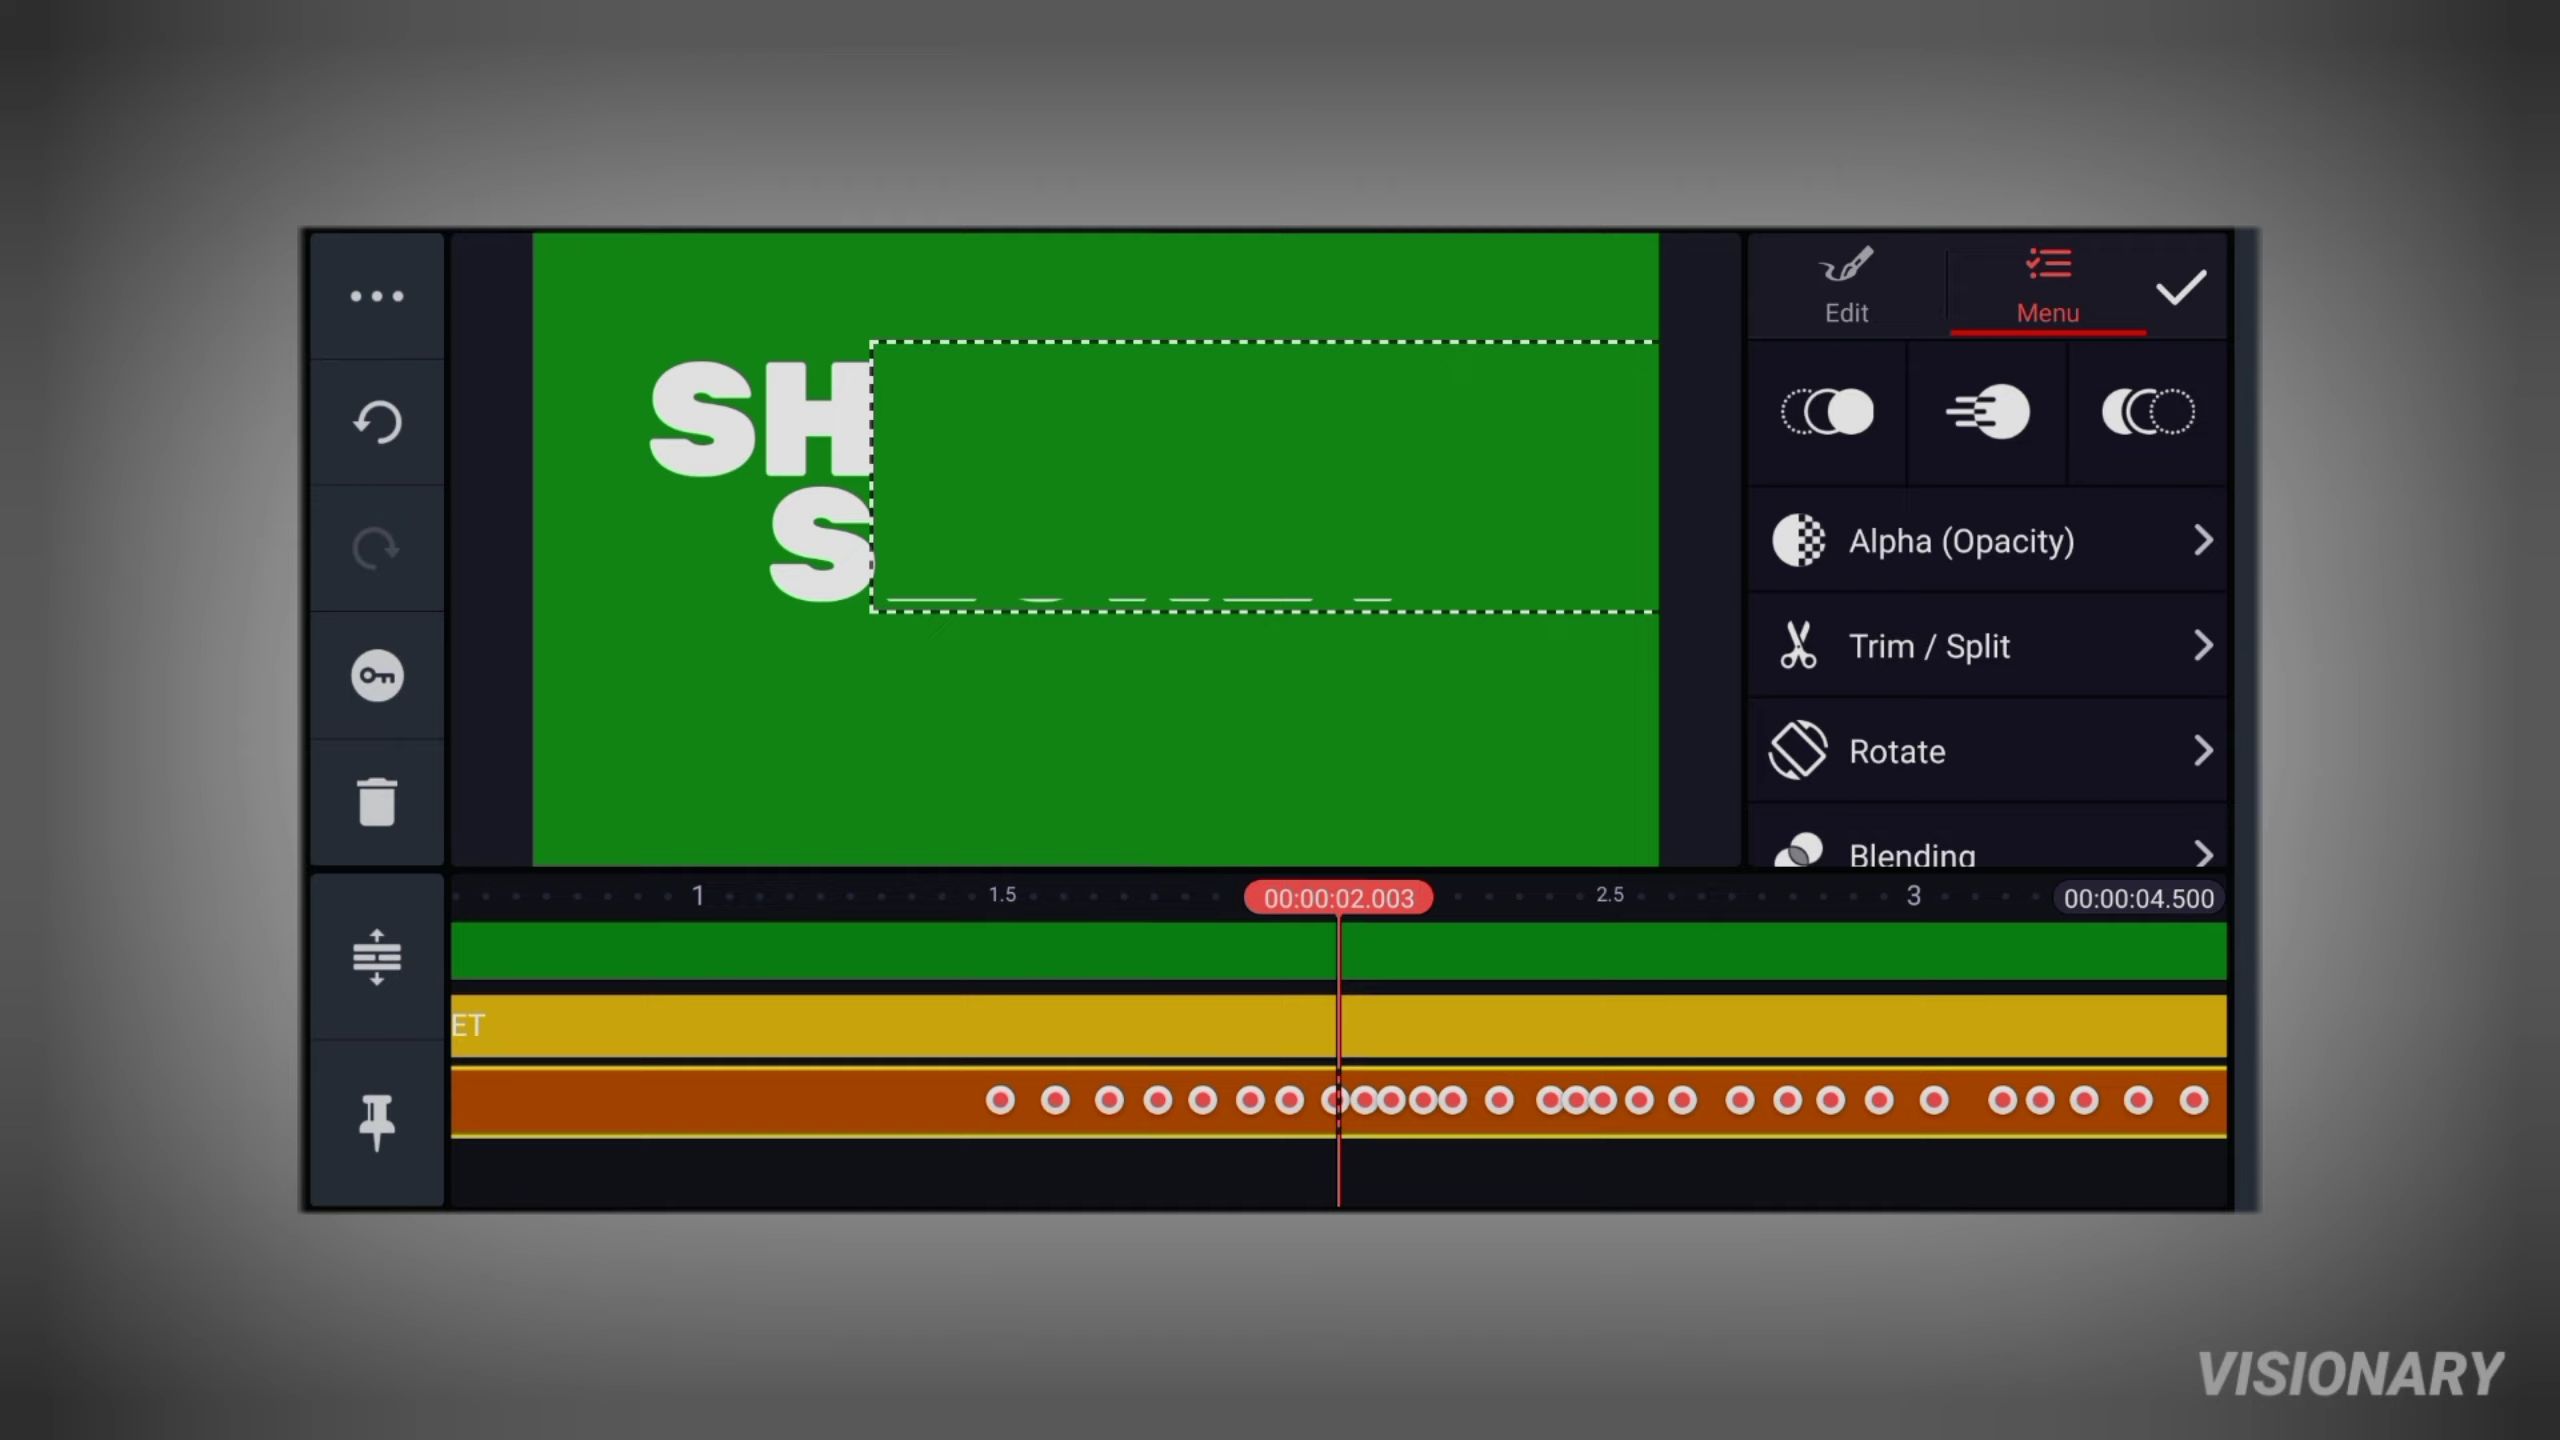 Edit
Menu
SH
S
Alpha (Opacity)
Trim / Split
Rotate
Blending
1
1.5
00:00:02.003
2.5
3
00:00:04.500
ET
VISIONARY